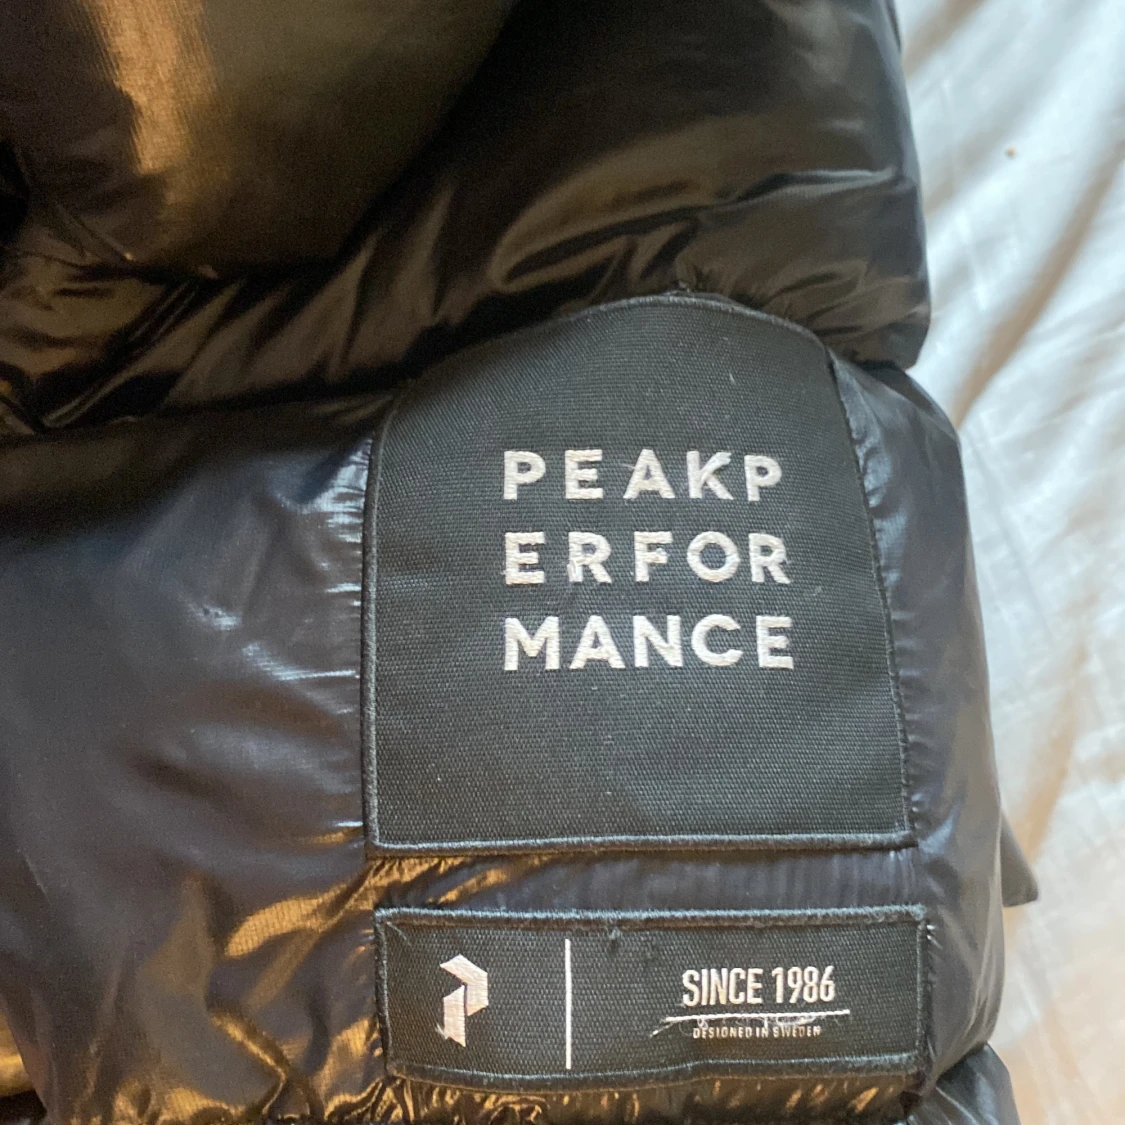 PEAKP
ERFOR
MANCE
SINCE 1986
DESIGNED IN SWEDEN